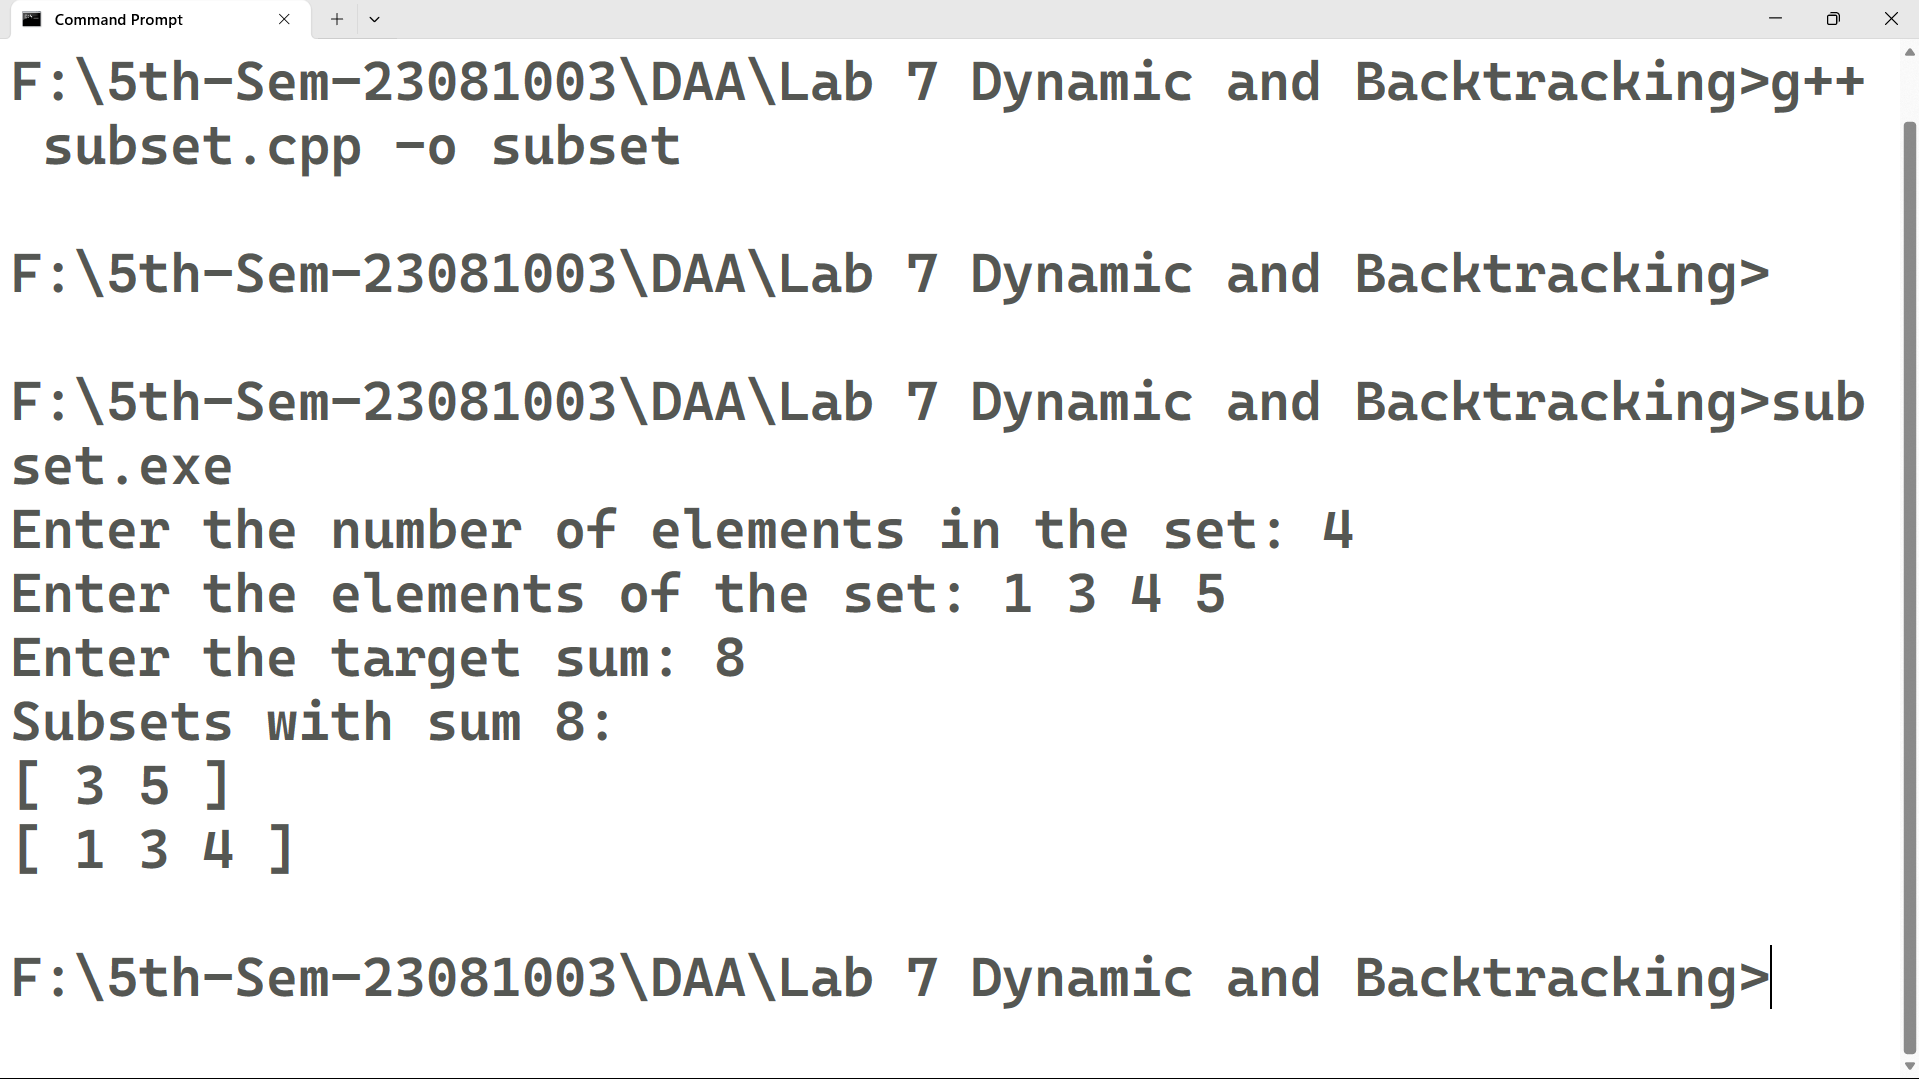 Command Prompt
F:\5th-Sem-23081003\DAA\Lab 7 Dynamic and Backtracking>g++
subset.cpp -o subset
F:\5th-Sem-23081003\DAA\Lab 7 Dynamic and Backtracking>
F:\5th-Sem-23081003\DAA\Lab 7 Dynamic and Backtracking>sub
set.exe
Enter the number of elements in the set: 4
Enter the elements of the set: 1 3 4 5
Enter the target sum: 8
Subsets with sum 8:
[ 3 5 ]
[ 1 3 4 ]
F:\5th-Sem-23081003\DAA\Lab 7 Dynamic and Backtracking>